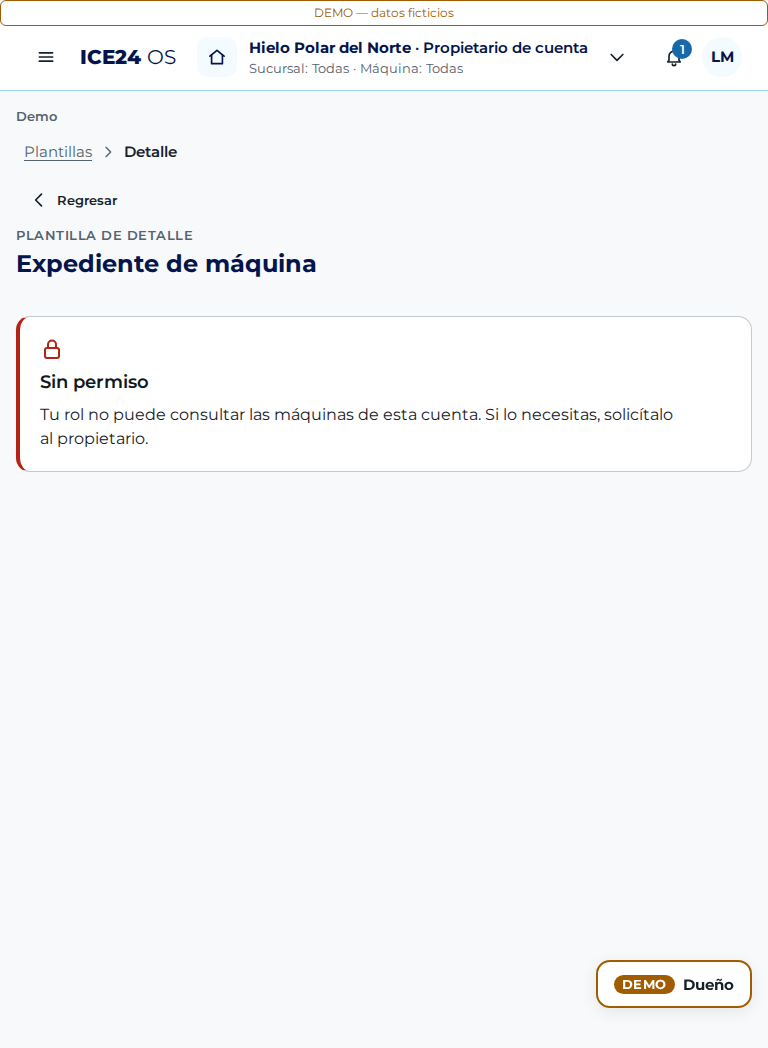 DEMO — datos ficticios
ICE24 OS
Hielo Polar del Norte · Propietario de cuenta
Sucursal: Todas · Máquina: Todas
1
LM
Demo
Plantillas > Detalle
Regresar
PLANTILLA DE DETALLE
Expediente de máquina
Sin permiso
Tu rol no puede consultar las máquinas de esta cuenta. Si lo necesitas, solicítalo
al propietario.
DEMO Dueño